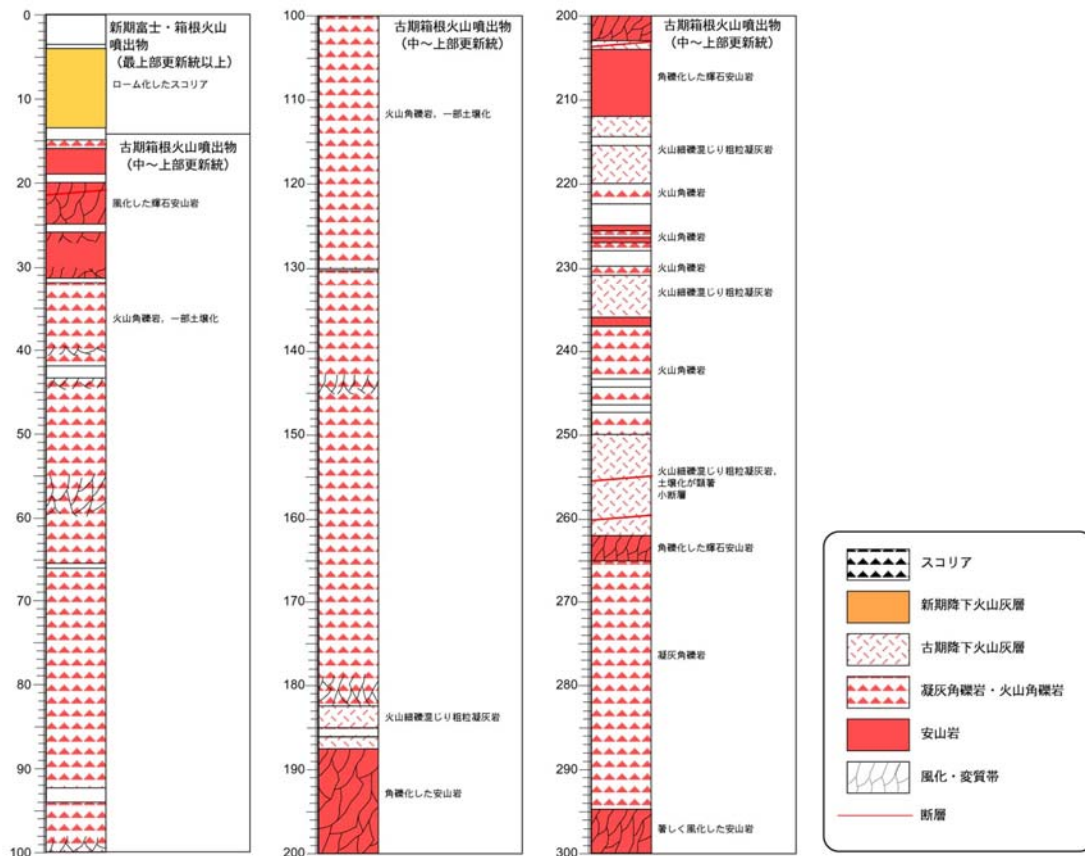 0
10
20
30
40
50
60
70
80
90
100
新期富士・箱根火山
噴出物
(最上部更新統以上)
ローム化したスコリア
古期箱根火山噴出物
(中～上部更新統)
風化した輝石安山岩
火山角礫岩，一部土壌化
100
110
120
130
140
150
160
170
180
190
200
古期箱根火山噴出物
(中～上部更新統)
火山角礫岩，一部土壌化
火山細礫混じり粗粒凝灰岩
角礫化した安山岩
200
210
220
230
240
250
260
270
280
290
300
古期箱根火山噴出物
(中～上部更新統)
角礫化した輝石安山岩
火山細礫混じり粗粒凝灰岩
火山角礫岩
火山角礫岩
火山角礫岩
火山細礫混じり粗粒凝灰岩
火山角礫岩
火山細礫混じり粗粒凝灰岩，
土壌化が顕著
小断層
角礫化した輝石安山岩
凝灰角礫岩
著しく風化した安山岩
スコリア
新期降下火山灰層
古期降下火山灰層
凝灰角礫岩・火山角礫岩
安山岩
風化・変質帯
断層